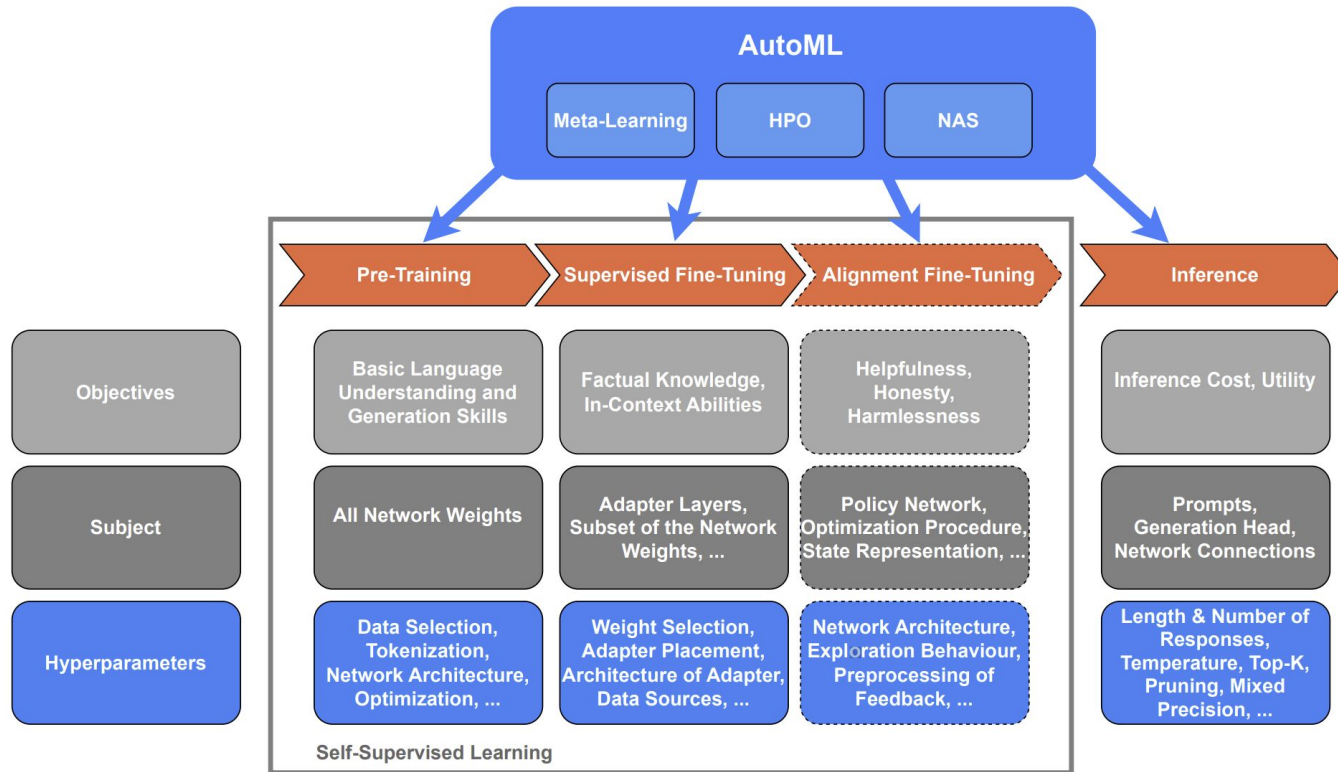 AutoML
Meta-Learning
HPO
NAS
Pre-Training
Supervised Fine-Tuning
Alignment Fine-Tuning
Inference
Objectives
Basic Language
Understanding and
Generation Skills
Factual Knowledge,
In-Context Abilities
Helpfulness,
Honesty,
Harmlessness
Inference Cost, Utility
Subject
All Network Weights
Adapter Layers,
Subset of the Network
Weights, ...
Policy Network,
Optimization Procedure,
State Representation, ...
Prompts,
Generation Head,
Network Connections
Hyperparameters
Data Selection,
Tokenization,
Network Architecture,
Optimization, ...
Weight Selection,
Adapter Placement,
Architecture of Adapter,
Data Sources, ...
Network Architecture,
Exploration Behaviour,
Preprocessing of
Feedback, ...
Length & Number of
Responses,
Temperature, Top-K,
Pruning, Mixed
Precision, ...
Self-Supervised Learning